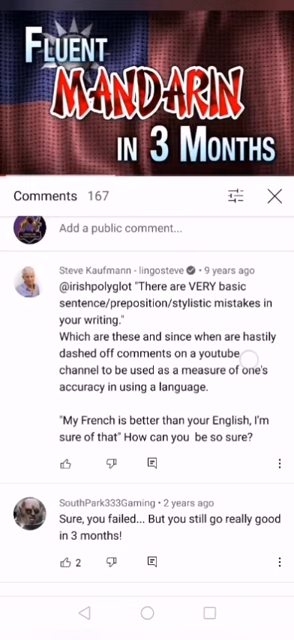 FLUENT
MANDARIN
IN 3 MONTHS
Comments 167
Add a public comment...
Steve Kaufmann - lingosteve • 9 years ago
@irishpolyglot "There are VERY basic
sentence/preposition/stylistic mistakes in
your writing."
Which are these and since when are hastily
dashed off comments on a youtube
channel to be used as a measure of one's
accuracy in using a language.
"My French is better than your English, I'm
sure of that" How can you be so sure?
SouthPark333Gaming • 2 years ago
Sure, you failed... But you still go really good
in 3 months!
2